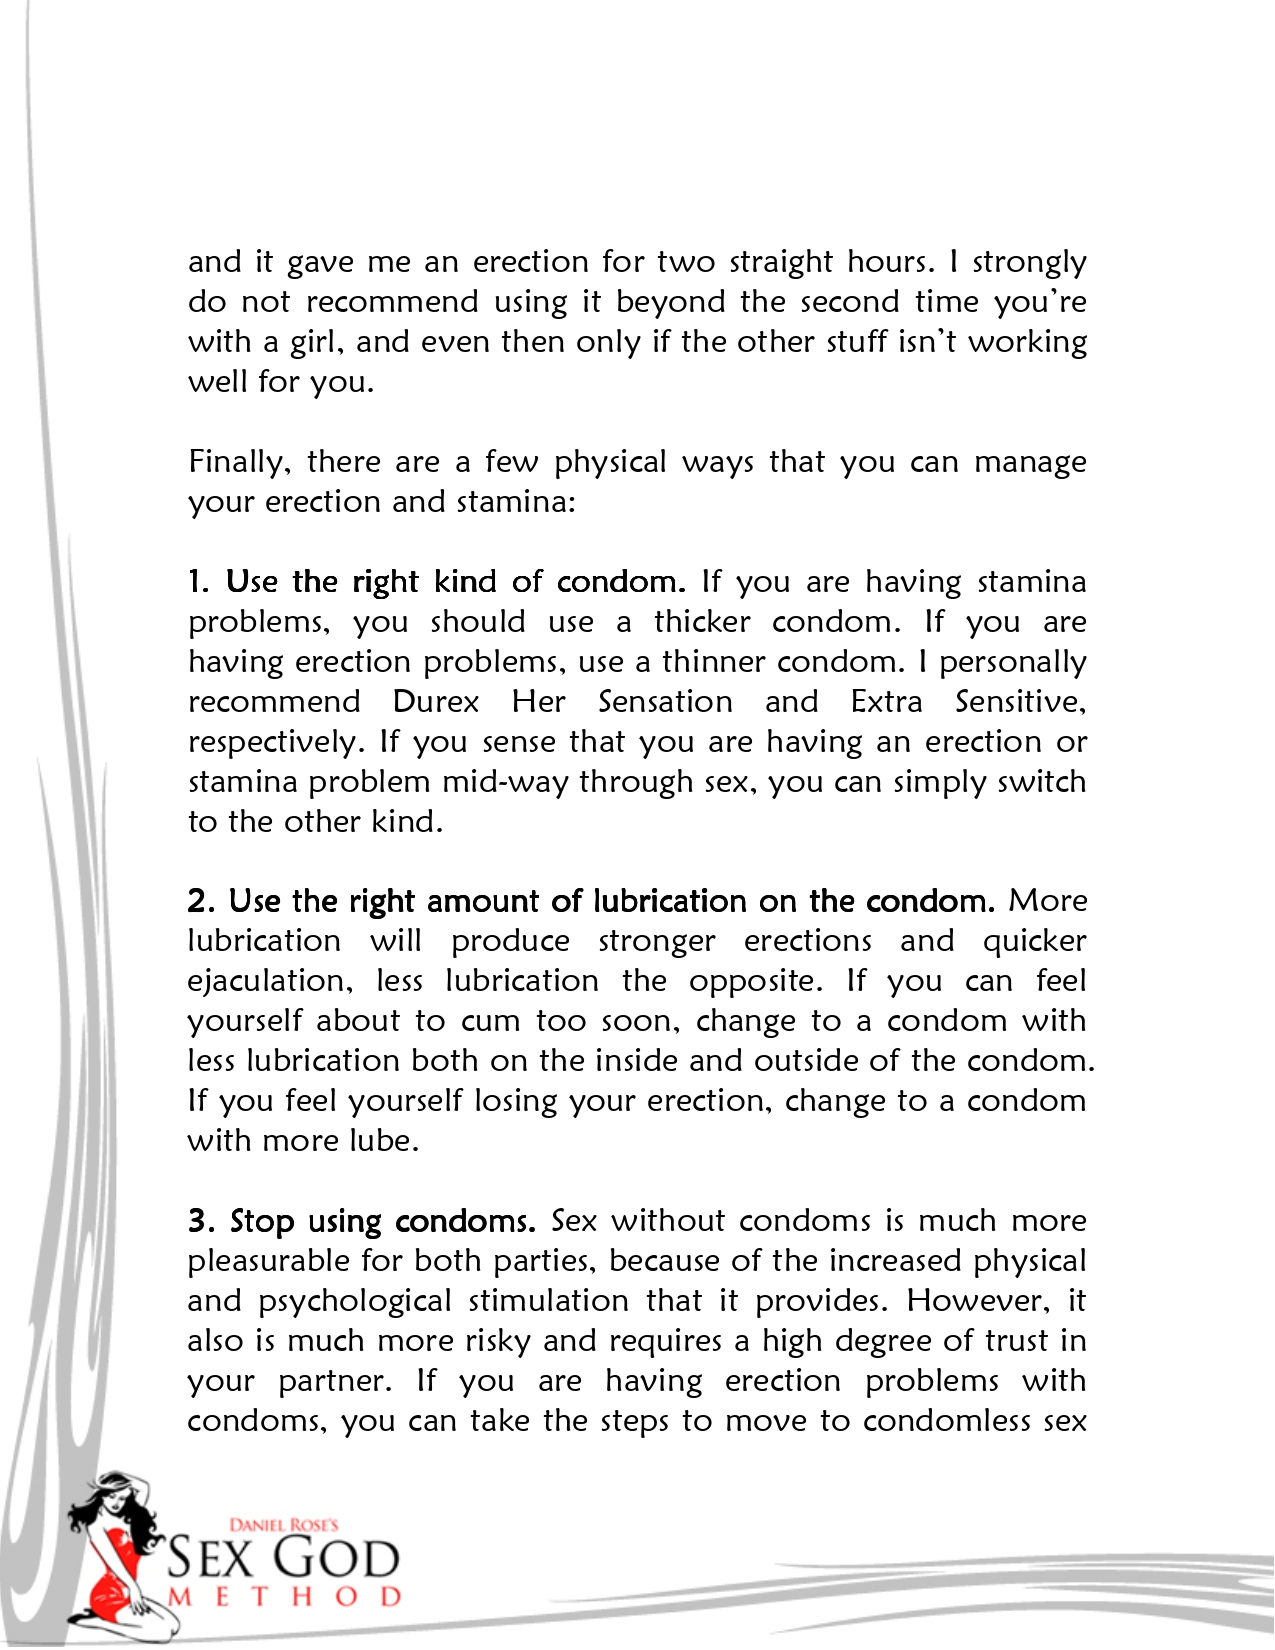 and it gave me an erection for two straight hours. I strongly
do not recommend using it beyond the second time you’re
with a girl, and even then only if the other stuff isn’t working
well for you.
Finally, there are a few physical ways that you can manage
your erection and stamina:
1. Use the right kind of condom. If you are having stamina
problems, you should use a thicker condom. If you are
having erection problems, use a thinner condom. I personally
recommend Durex Her Sensation and Extra Sensitive,
respectively. If you sense that you are having an erection or
stamina problem mid-way through sex, you can simply switch
to the other kind.
2. Use the right amount of lubrication on the condom. More
lubrication will produce stronger erections and quicker
ejaculation, less lubrication the opposite. If you can feel
yourself about to cum too soon, change to a condom with
less lubrication both on the inside and outside of the condom.
If you feel yourself losing your erection, change to a condom
with more lube.
3. Stop using condoms. Sex without condoms is much more
pleasurable for both parties, because of the increased physical
and psychological stimulation that it provides. However, it
also is much more risky and requires a high degree of trust in
your partner. If you are having erection problems with
condoms, you can take the steps to move to condomless sex
DANIEL ROSE'S
SEX GOD
METHOD